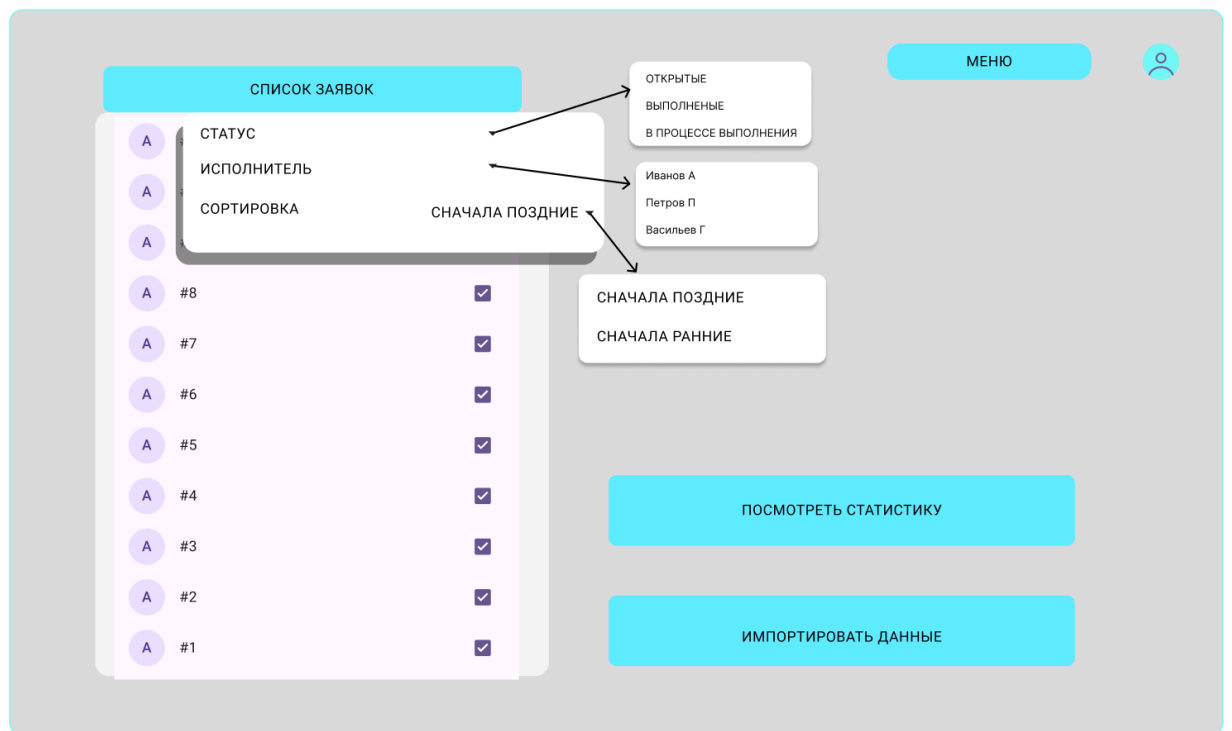 МЕНЮ
СПИСОК ЗАЯВОК
СТАТУС
ИСПОЛНИТЕЛЬ
СОРТИРОВКА
СНАЧАЛА ПОЗДНИЕ
ОТКРЫТЫЕ
ВЫПОЛНЕНЫЕ
В ПРОЦЕССЕ ВЫПОЛНЕНИЯ
Иванов А
Петров П
Васильев Г
СНАЧАЛА ПОЗДНИЕ
СНАЧАЛА РАННИЕ
A
A
A
A #8
A #7
A #6
A #5
A #4
A #3
A #2
A #1
ПОСМОТРЕТЬ СТАТИСТИКУ
ИМПОРТИРОВАТЬ ДАННЫЕ